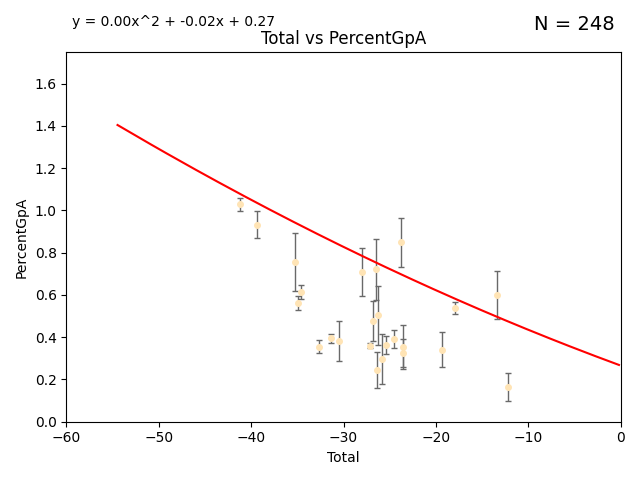 y = 0.00x^2 + -0.02x + 0.27
N = 248
Total vs PercentGpA
PercentGpA
1.6
1.4
1.2
1.0
0.8
0.6
0.4
0.2
0.0
−60 −50 −40 −30 −20 −10 0
Total